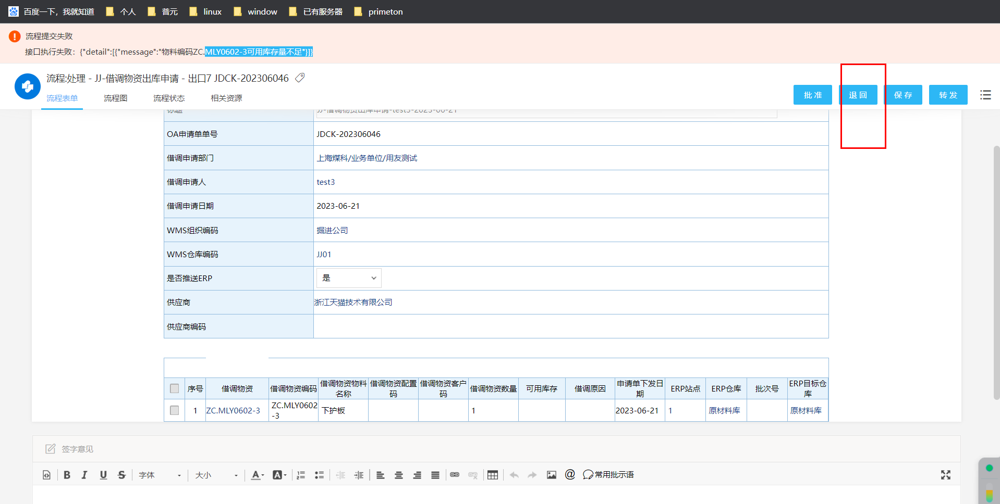 百度一下，我就知道 个人 普元 linux window 已有服务器 primeton
流程提交失败
接口执行失败：{"detail":[{"message":"物料编码ZC.MLY0602-3可用库存量不足"}]}
流程:处理 - JJ-借调物资出库申请 - 出口7 JDCK-202306046
流程表单 流程图 流程状态 相关资源
批准 退回 保存 转发
标题 JJ-借调物资出库申请-test3-2023-06-21
OA申请单单号 JDCK-202306046
借调申请部门 上海煤科/业务单位/用友测试
借调申请人 test3
借调申请日期 2023-06-21
WMS组织编码 掘进公司
WMS仓库编码 JJ01
是否推送ERP 是
供应商 浙江天猫技术有限公司
供应商编码
序号 借调物资 借调物资编码 借调物资物料名称 借调物资配置码 借调物资客户码 借调物资数量 可用库存 借调原因 申请单下发日期 ERP站点 ERP仓库 批次号 ERP目标仓库
1 ZC.MLY0602-3 ZC.MLY0602-3 下护板 1 2023-06-21 1 原材料库 原材料库
签字意见
B I U S 字体 大小 A A @ 常用批示语